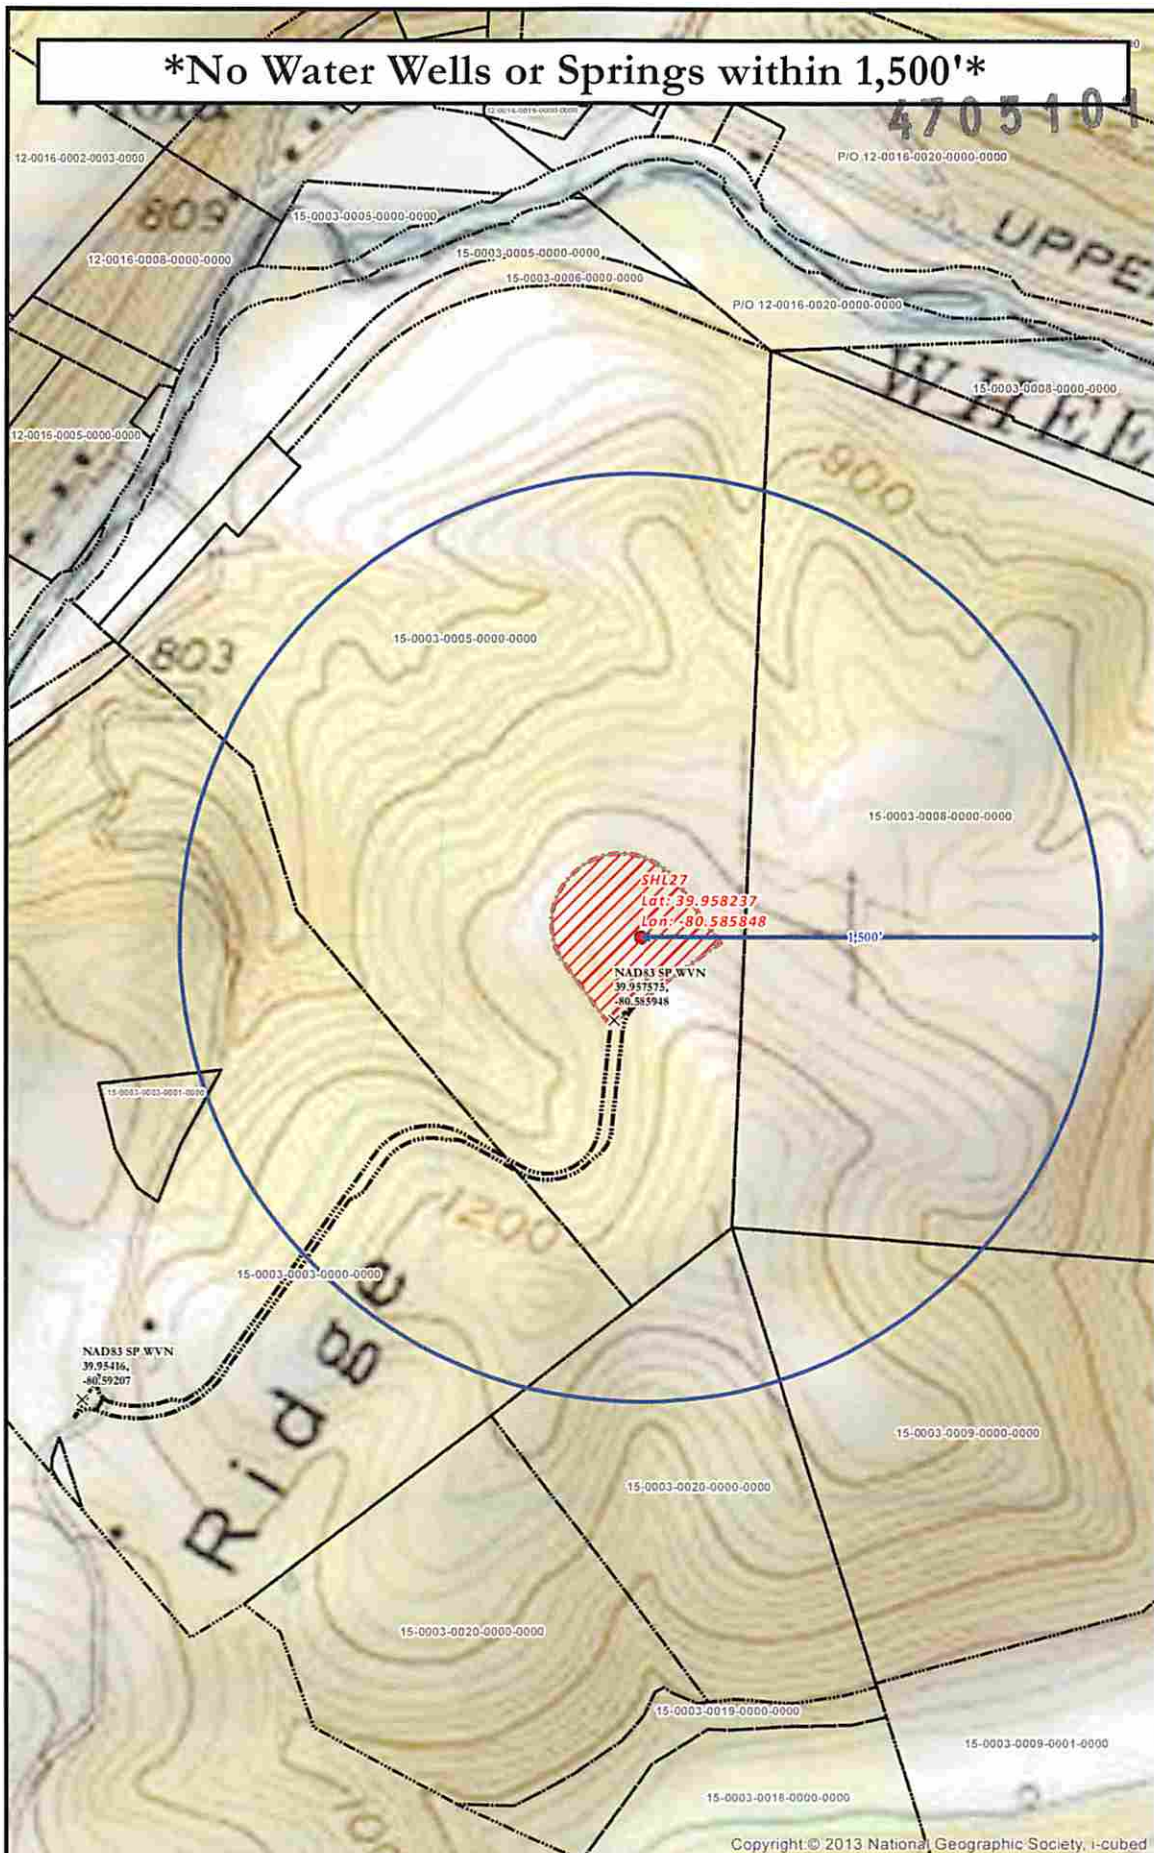 *No Water Wells or Springs within 1,500'*
4705101
12-0016-0019-0000-0000
12-0016-0002-0003-0000
P/O 12-0016-0020-0000-0000
809
15-0003-0005-0000-0000
UPPE
12-0016-0008-0000-0000
15-0003-0005-0000-0000
15-0003-0006-0000-0000
P/O 12-0016-0020-0000-0000
WHEE
15-0003-0008-0000-0000
12-0016-0005-0000-0000
900
15-0003-0005-0000-0000
803
15-0003-0008-0000-0000
SHL27
Lat: 39.958237
Lon: -80.585848
1,500'
NAD83 SP WVN
39.957575,
-80.585948
15-0003-0003-0001-0000
1200
15-0003-0003-0000-0000
Ridge
NAD83 SP WVN
39.95416,
-80.59207
15-0003-0009-0000-0000
15-0003-0020-0000-0000
15-0003-0020-0000-0000
15-0003-0019-0000-0000
15-0003-0009-0001-0000
15-0003-0018-0000-0000
Copyright:© 2013 National Geographic Society, i-cubed